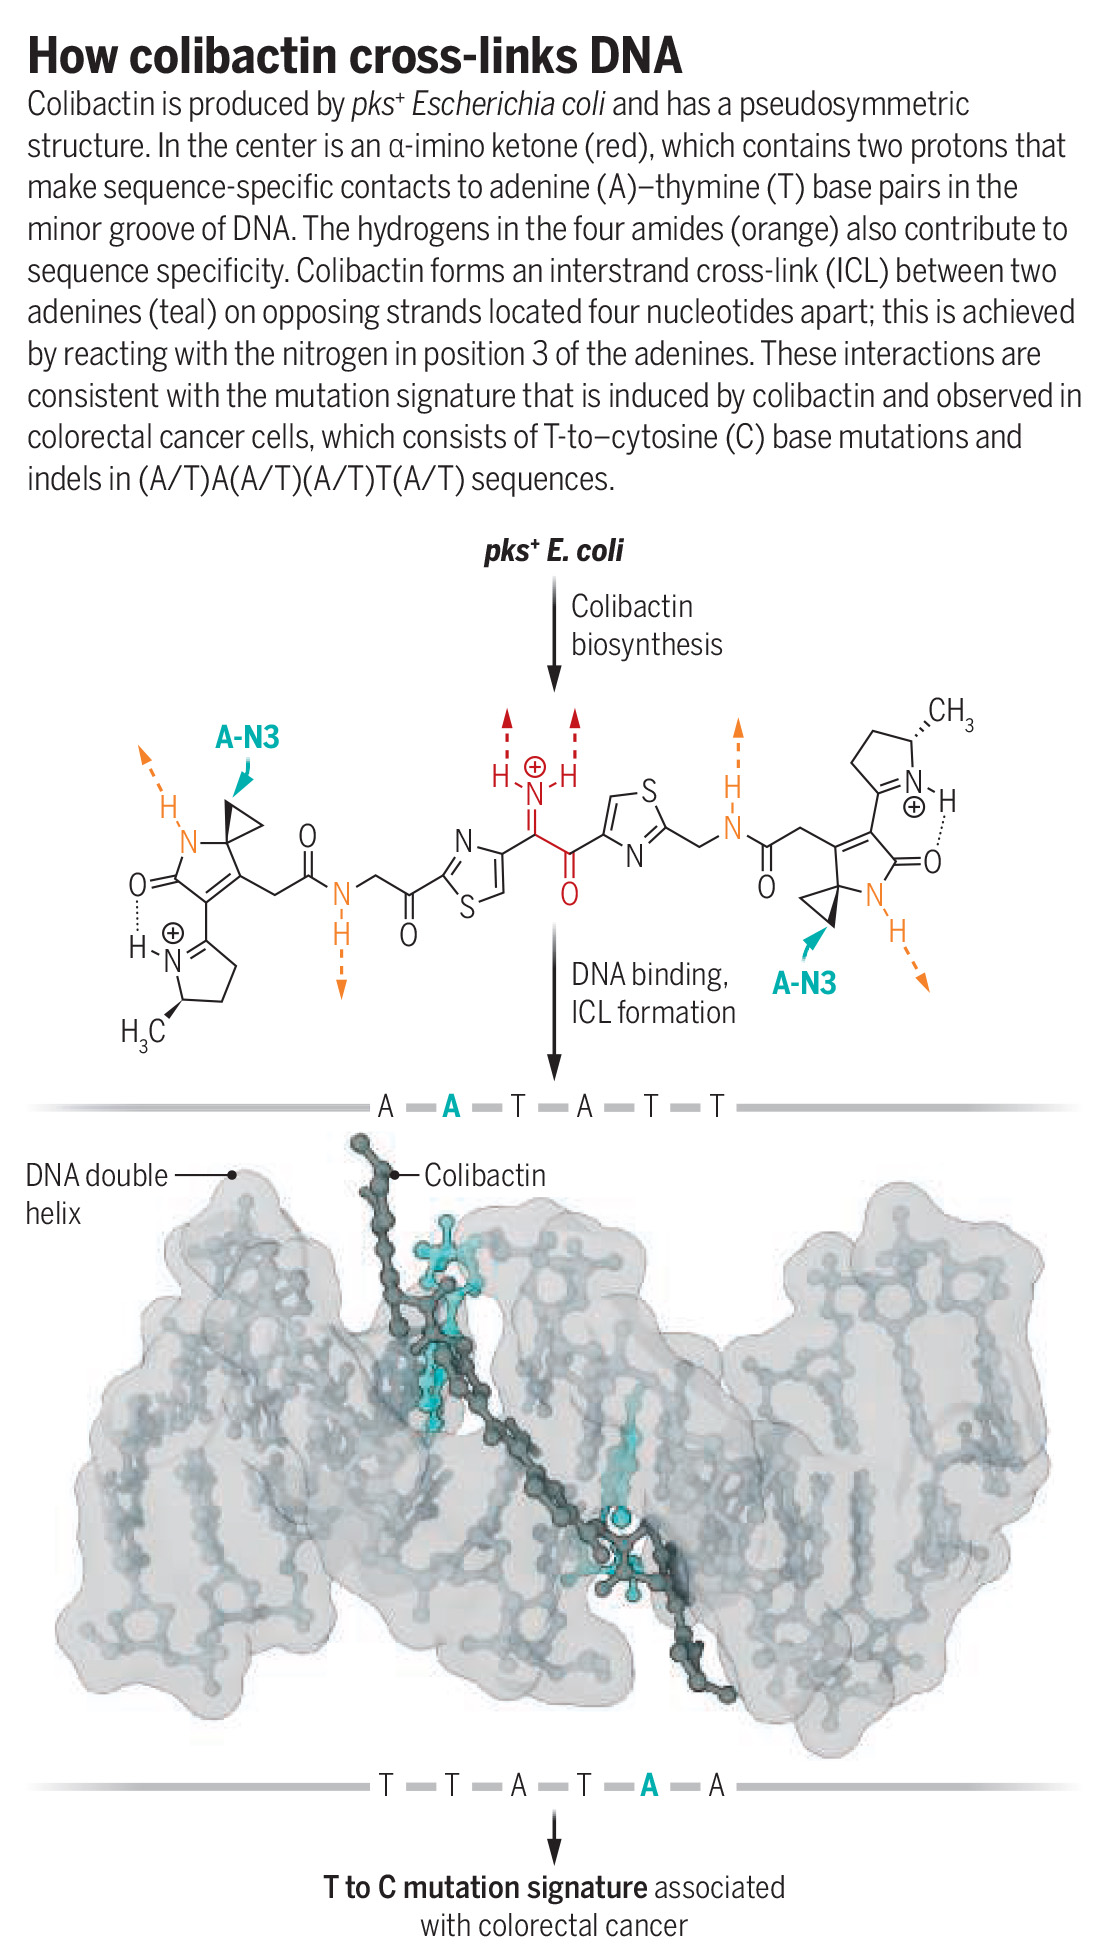 How colibactin cross-links DNA
Colibactin is produced by pks⁺ Escherichia coli and has a pseudosymmetric
structure. In the center is an α-imino ketone (red), which contains two protons that
make sequence-specific contacts to adenine (A)–thymine (T) base pairs in the
minor groove of DNA. The hydrogens in the four amides (orange) also contribute to
sequence specificity. Colibactin forms an interstrand cross-link (ICL) between two
adenines (teal) on opposing strands located four nucleotides apart; this is achieved
by reacting with the nitrogen in position 3 of the adenines. These interactions are
consistent with the mutation signature that is induced by colibactin and observed in
colorectal cancer cells, which consists of T-to–cytosine (C) base mutations and
indels in (A/T)A(A/T)(A/T)T(A/T) sequences.
pks⁺ E. coli
Colibactin
biosynthesis
CH₃
A-N3
H H
⊕
N
H
S
N
⊕
H
H
N
O
N
S
N
O
O
N
H
O
N
O
N
H
O
N
H
O
H
⊕
N
H₃C
A-N3
DNA binding,
ICL formation
A A T A T T
DNA double
helix
Colibactin
T T A T A A
T to C mutation signature associated
with colorectal cancer